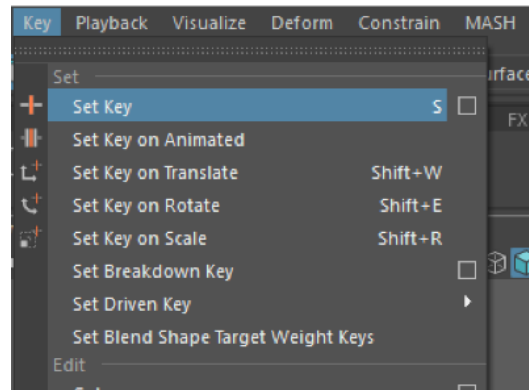 Key Playback Visualize Deform Constrain MASH
Set
Set Key S
Set Key on Animated
Set Key on Translate Shift+W
Set Key on Rotate Shift+E
Set Key on Scale Shift+R
Set Breakdown Key
Set Driven Key
Set Blend Shape Target Weight Keys
Edit
urface
FX